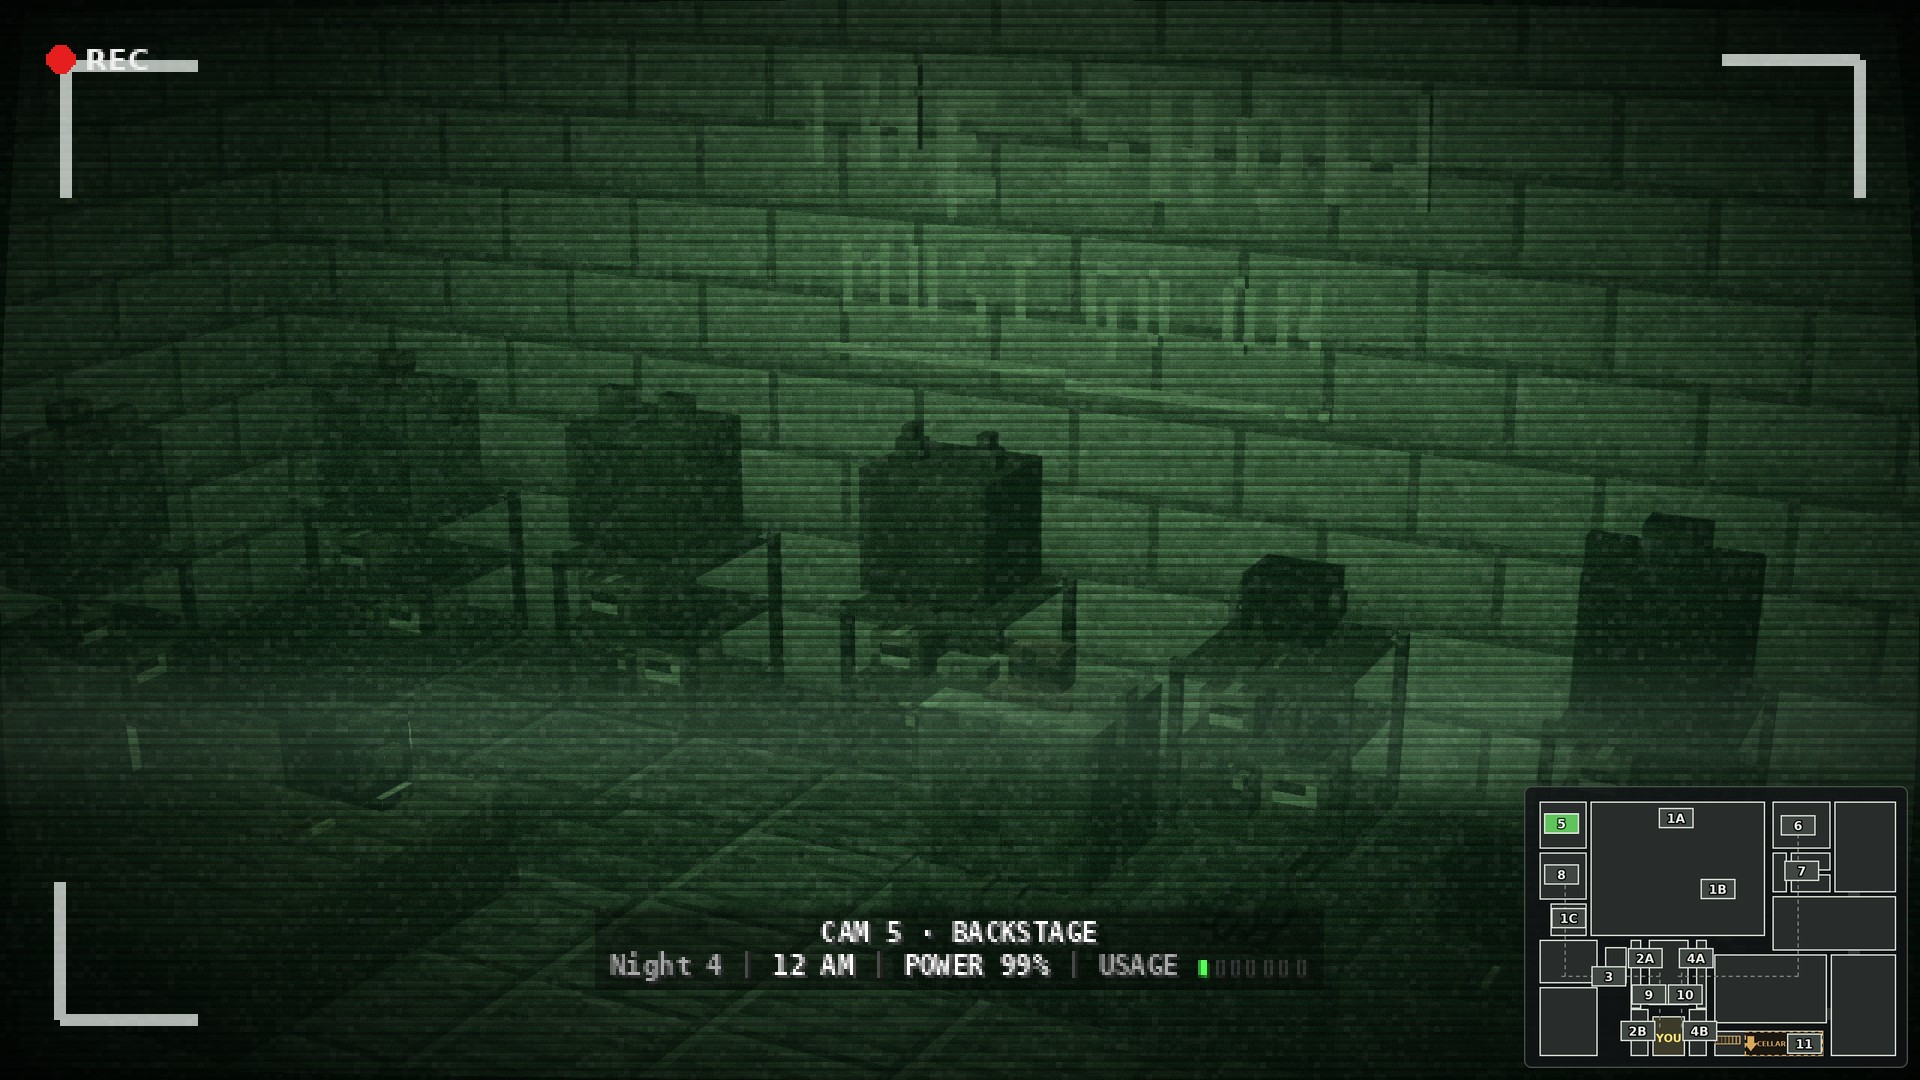 REC
CAM 5 · BACKSTAGE
Night 4 | 12 AM | POWER 99% | USAGE
5
1A
6
8
7
1B
1C
2A
4A
3
9
10
2B
YOU
4B
CELLAR
11